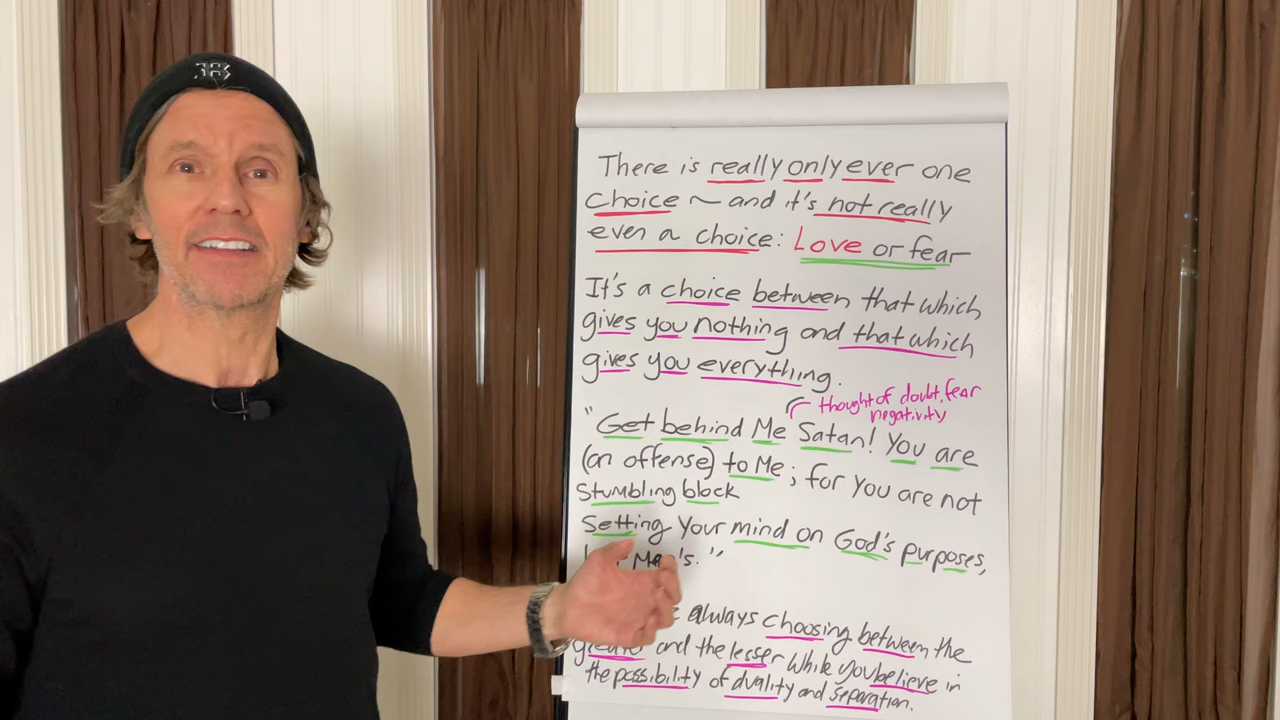 There is really only ever one
choice ~ and it's not really
even a choice: Love or fear
It's a choice between that which
gives you nothing and that which
gives you everything.
thought of doubt, fear
negativity
"Get behind Me Satan! You are
(an offense) to Me; for you are not
Stumbling block
Setting your mind on God's purposes,
's."
always choosing between the
greater and the lesser while you believe in
the possibility of duality and separation.